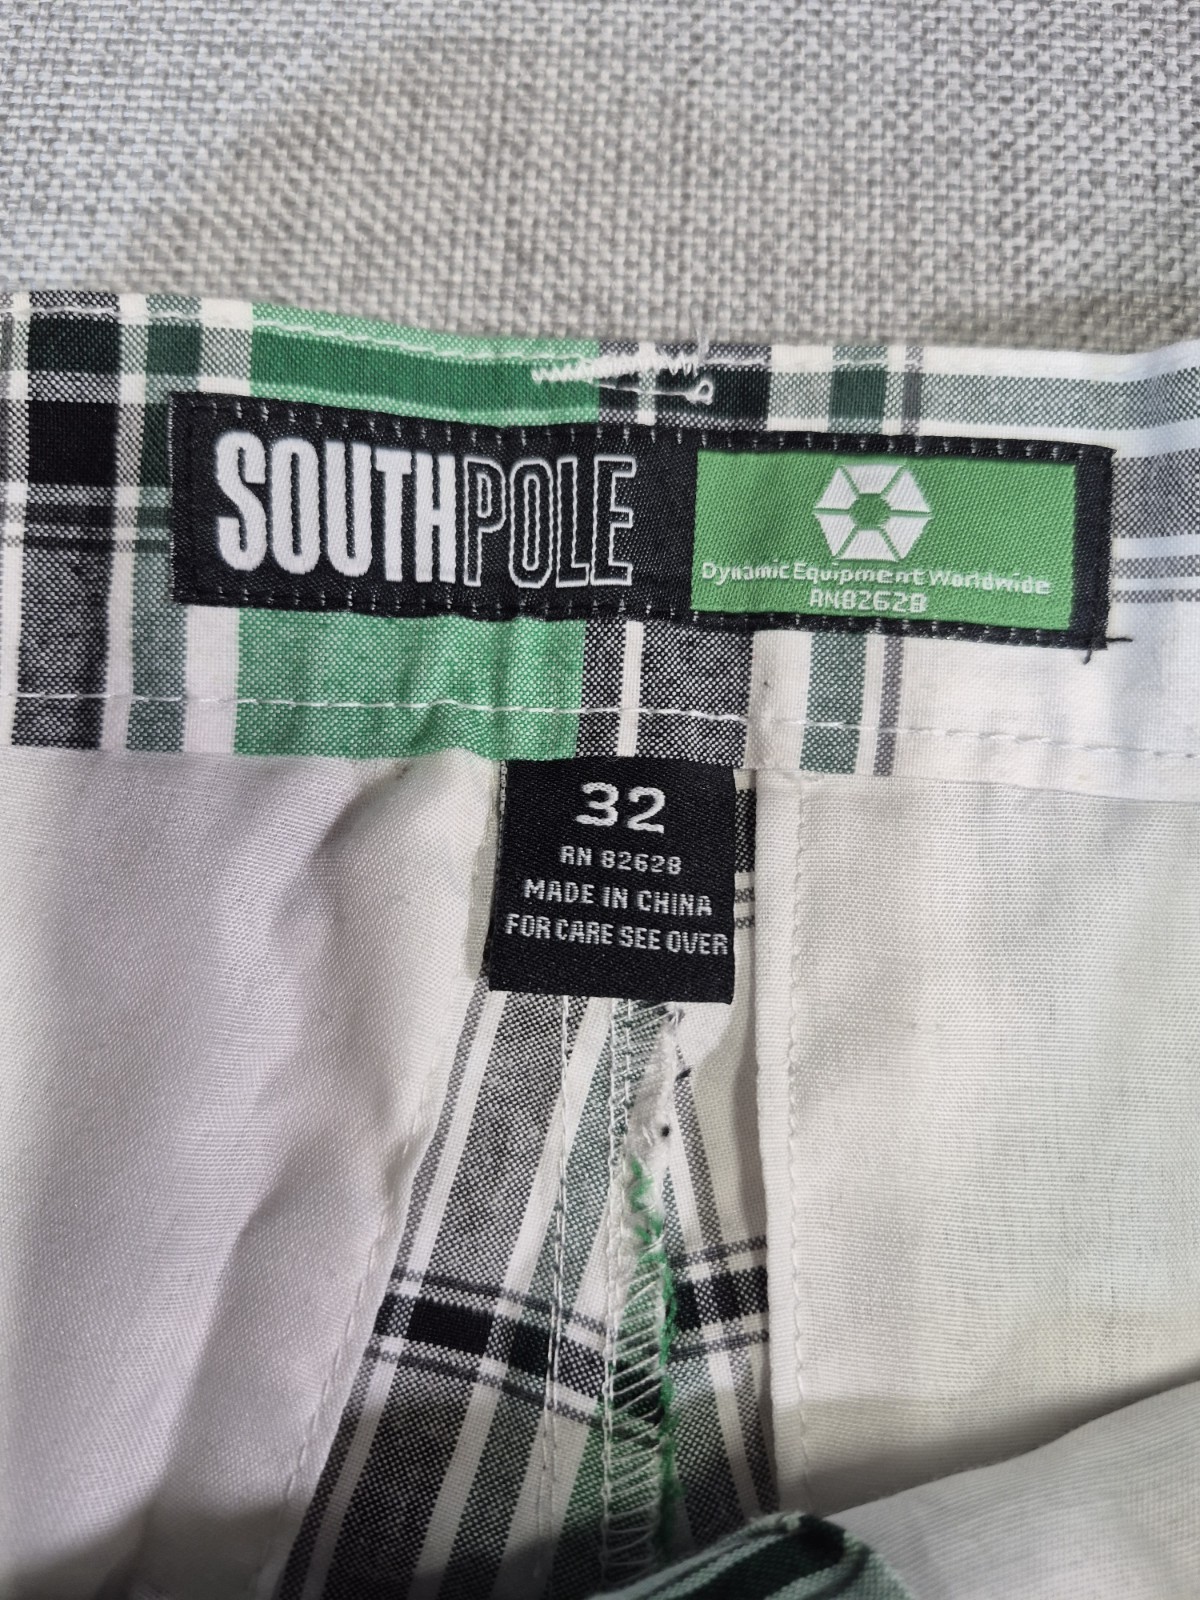 SOUTHPOLE
Dynamic Equipment Worldwide
RN82628
32
RN 82628
MADE IN CHINA
FOR CARE SEE OVER